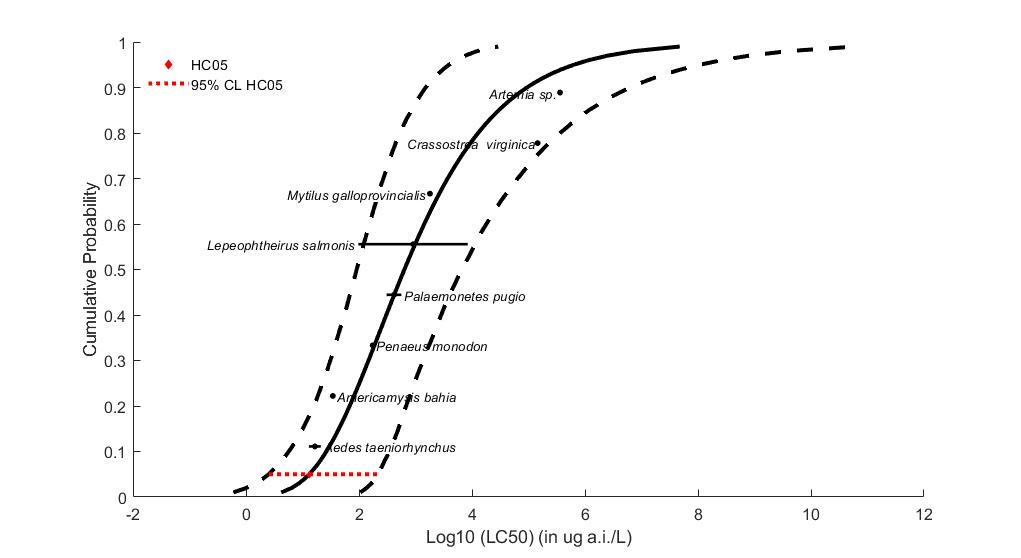 1
HC05
0.9
95% CL HC05
Artemia sp.
0.8
Crassostrea virginica
0.7
Mytilus galloprovincialis
0.6
Lepeophtheirus salmonis
0.5
Palaemonetes pugio
0.4
Penaeus monodon
0.3
Americamysis bahia
0.2
Aedes taeniorhynchus
0.1
0
Cumulative Probability
-2 0 2 4 6 8 10 12
Log10 (LC50) (in ug a.i./L)